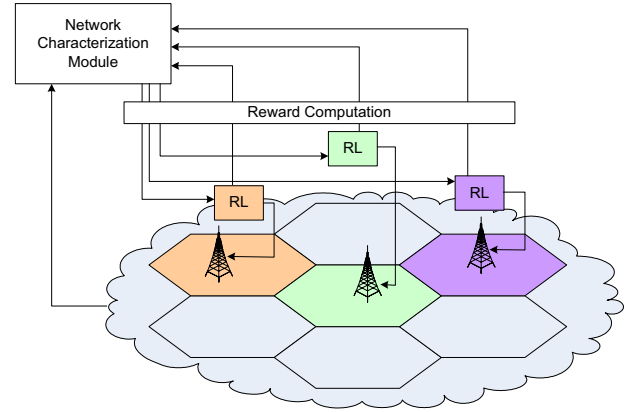 Network
Characterization
Module
Reward Computation
RL
RL
RL